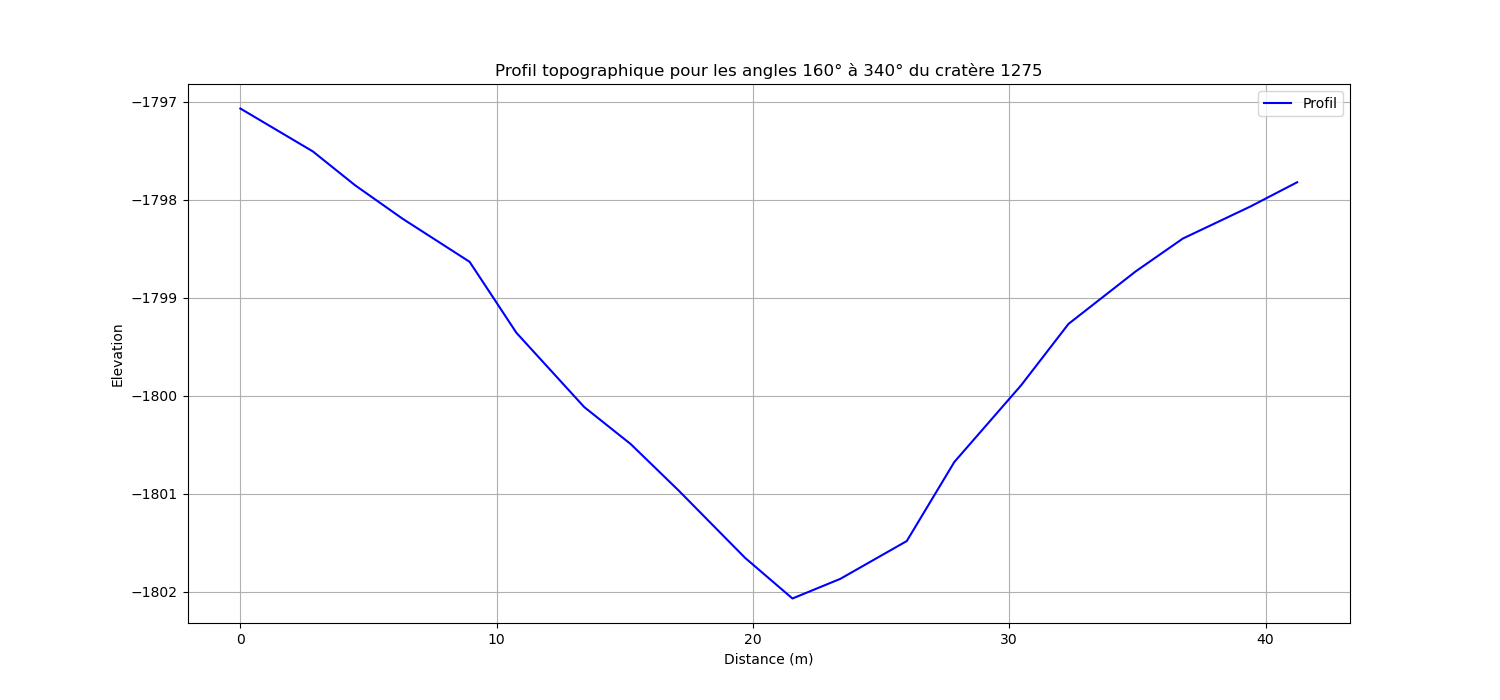 Profil topographique pour les angles 160° à 340° du cratère 1275
Profil
−1797
−1798
−1799
−1800
−1801
−1802
Elevation
0 10 20 30 40
Distance (m)